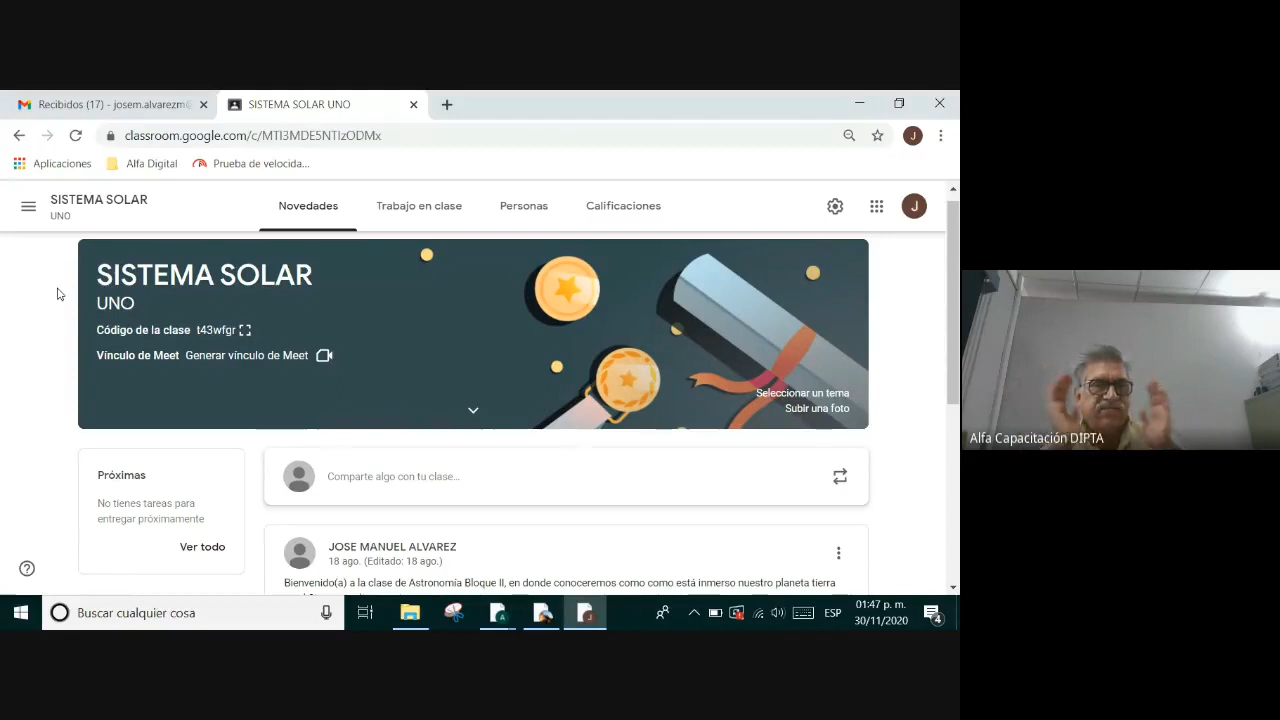 Recibidos (17) - josem.alvarezm@
SISTEMA SOLAR UNO
classroom.google.com/c/MTI3MDE5NTIzODMx
Aplicaciones
Alfa Digital
Prueba de velocida...
SISTEMA SOLAR
UNO
Novedades
Trabajo en clase
Personas
Calificaciones
J
SISTEMA SOLAR
UNO
Código de la clase t43wfgr
Vínculo de Meet Generar vínculo de Meet
Seleccionar un tema
Subir una foto
Próximas
No tienes tareas para
entregar próximamente
Ver todo
Comparte algo con tu clase...
JOSE MANUEL ALVAREZ
18 ago. (Editado: 18 ago.)
Bienvenido(a) a la clase de Astronomía Bloque II, en donde conoceremos como como está inmerso nuestro planeta tierra
Alfa Capacitación DIPTA
Buscar cualquier cosa
ESP
01:47 p. m.
30/11/2020
4